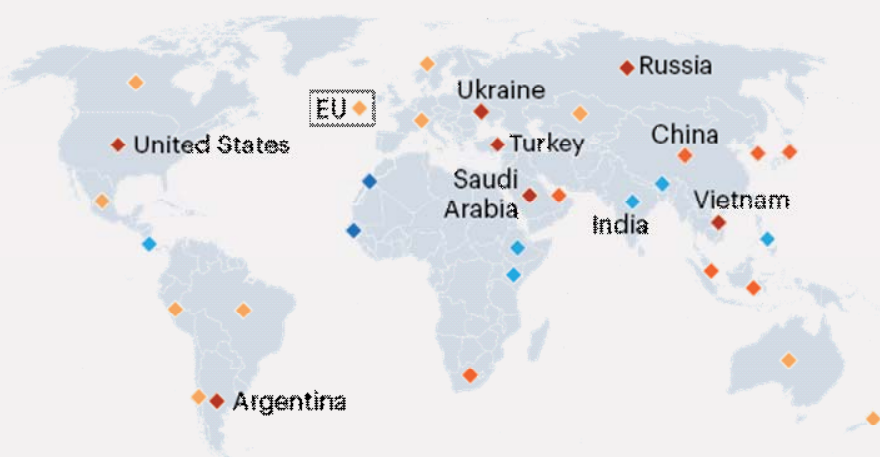 Russia
Ukraine
EU
China
United States
Turkey
Saudi
Arabia
Vietnam
India
Argentina